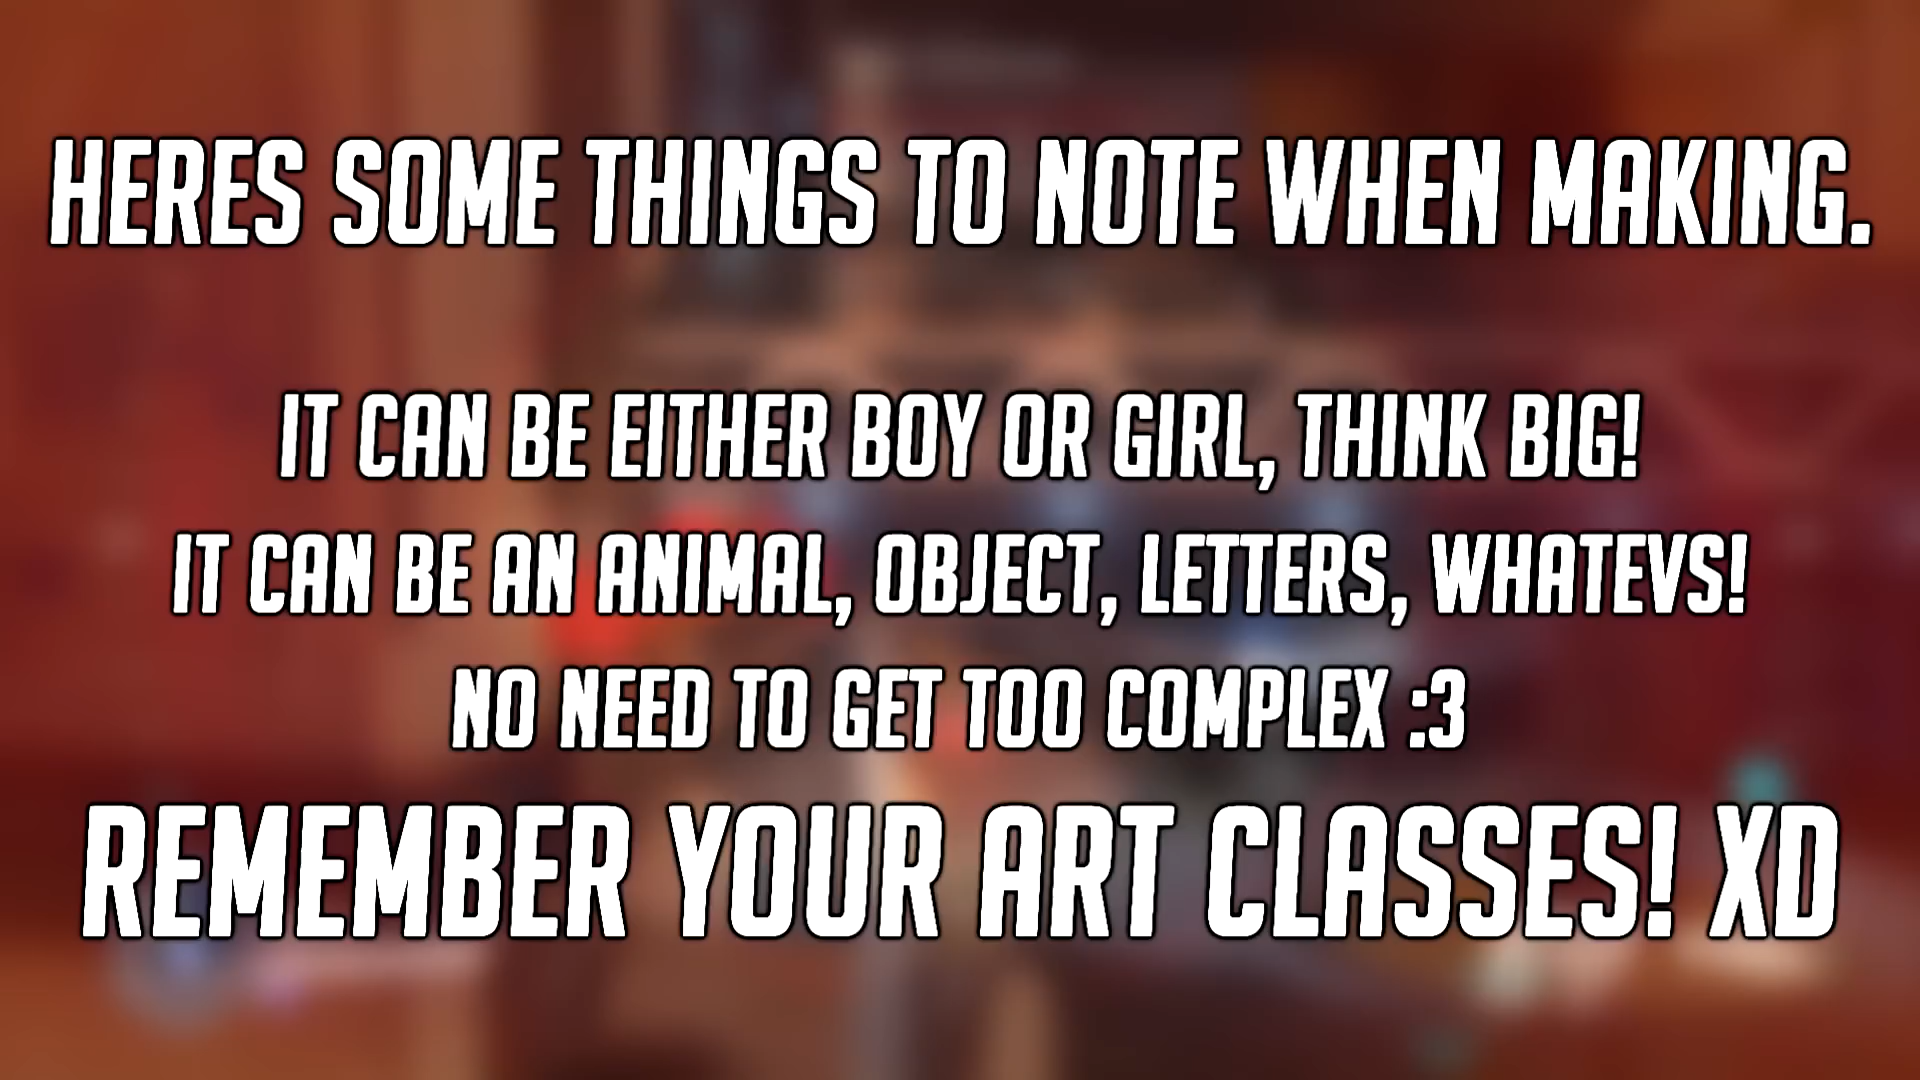 HERES SOME THINGS TO NOTE WHEN MAKING.
IT CAN BE EITHER BOY OR GIRL, THINK BIG!
IT CAN BE AN ANIMAL, OBJECT, LETTERS, WHATEVS!
NO NEED TO GET TOO COMPLEX :3
REMEMBER YOUR ART CLASSES! XD